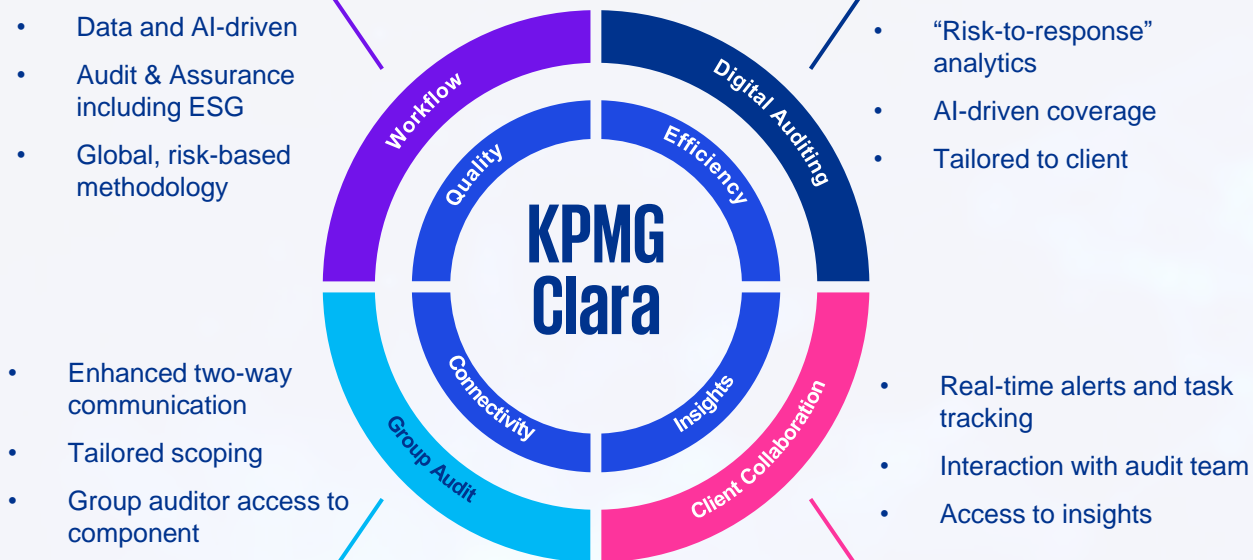 • Data and AI-driven
• Audit & Assurance
including ESG
• Global, risk-based
methodology
• “Risk-to-response”
analytics
• AI-driven coverage
• Tailored to client
Workflow
Digital Auditing
Quality
Efficiency
KPMG
Clara
Connectivity
Insights
Group Audit
Client Collaboration
• Enhanced two-way
communication
• Tailored scoping
• Group auditor access to
component
• Real-time alerts and task
tracking
• Interaction with audit team
• Access to insights